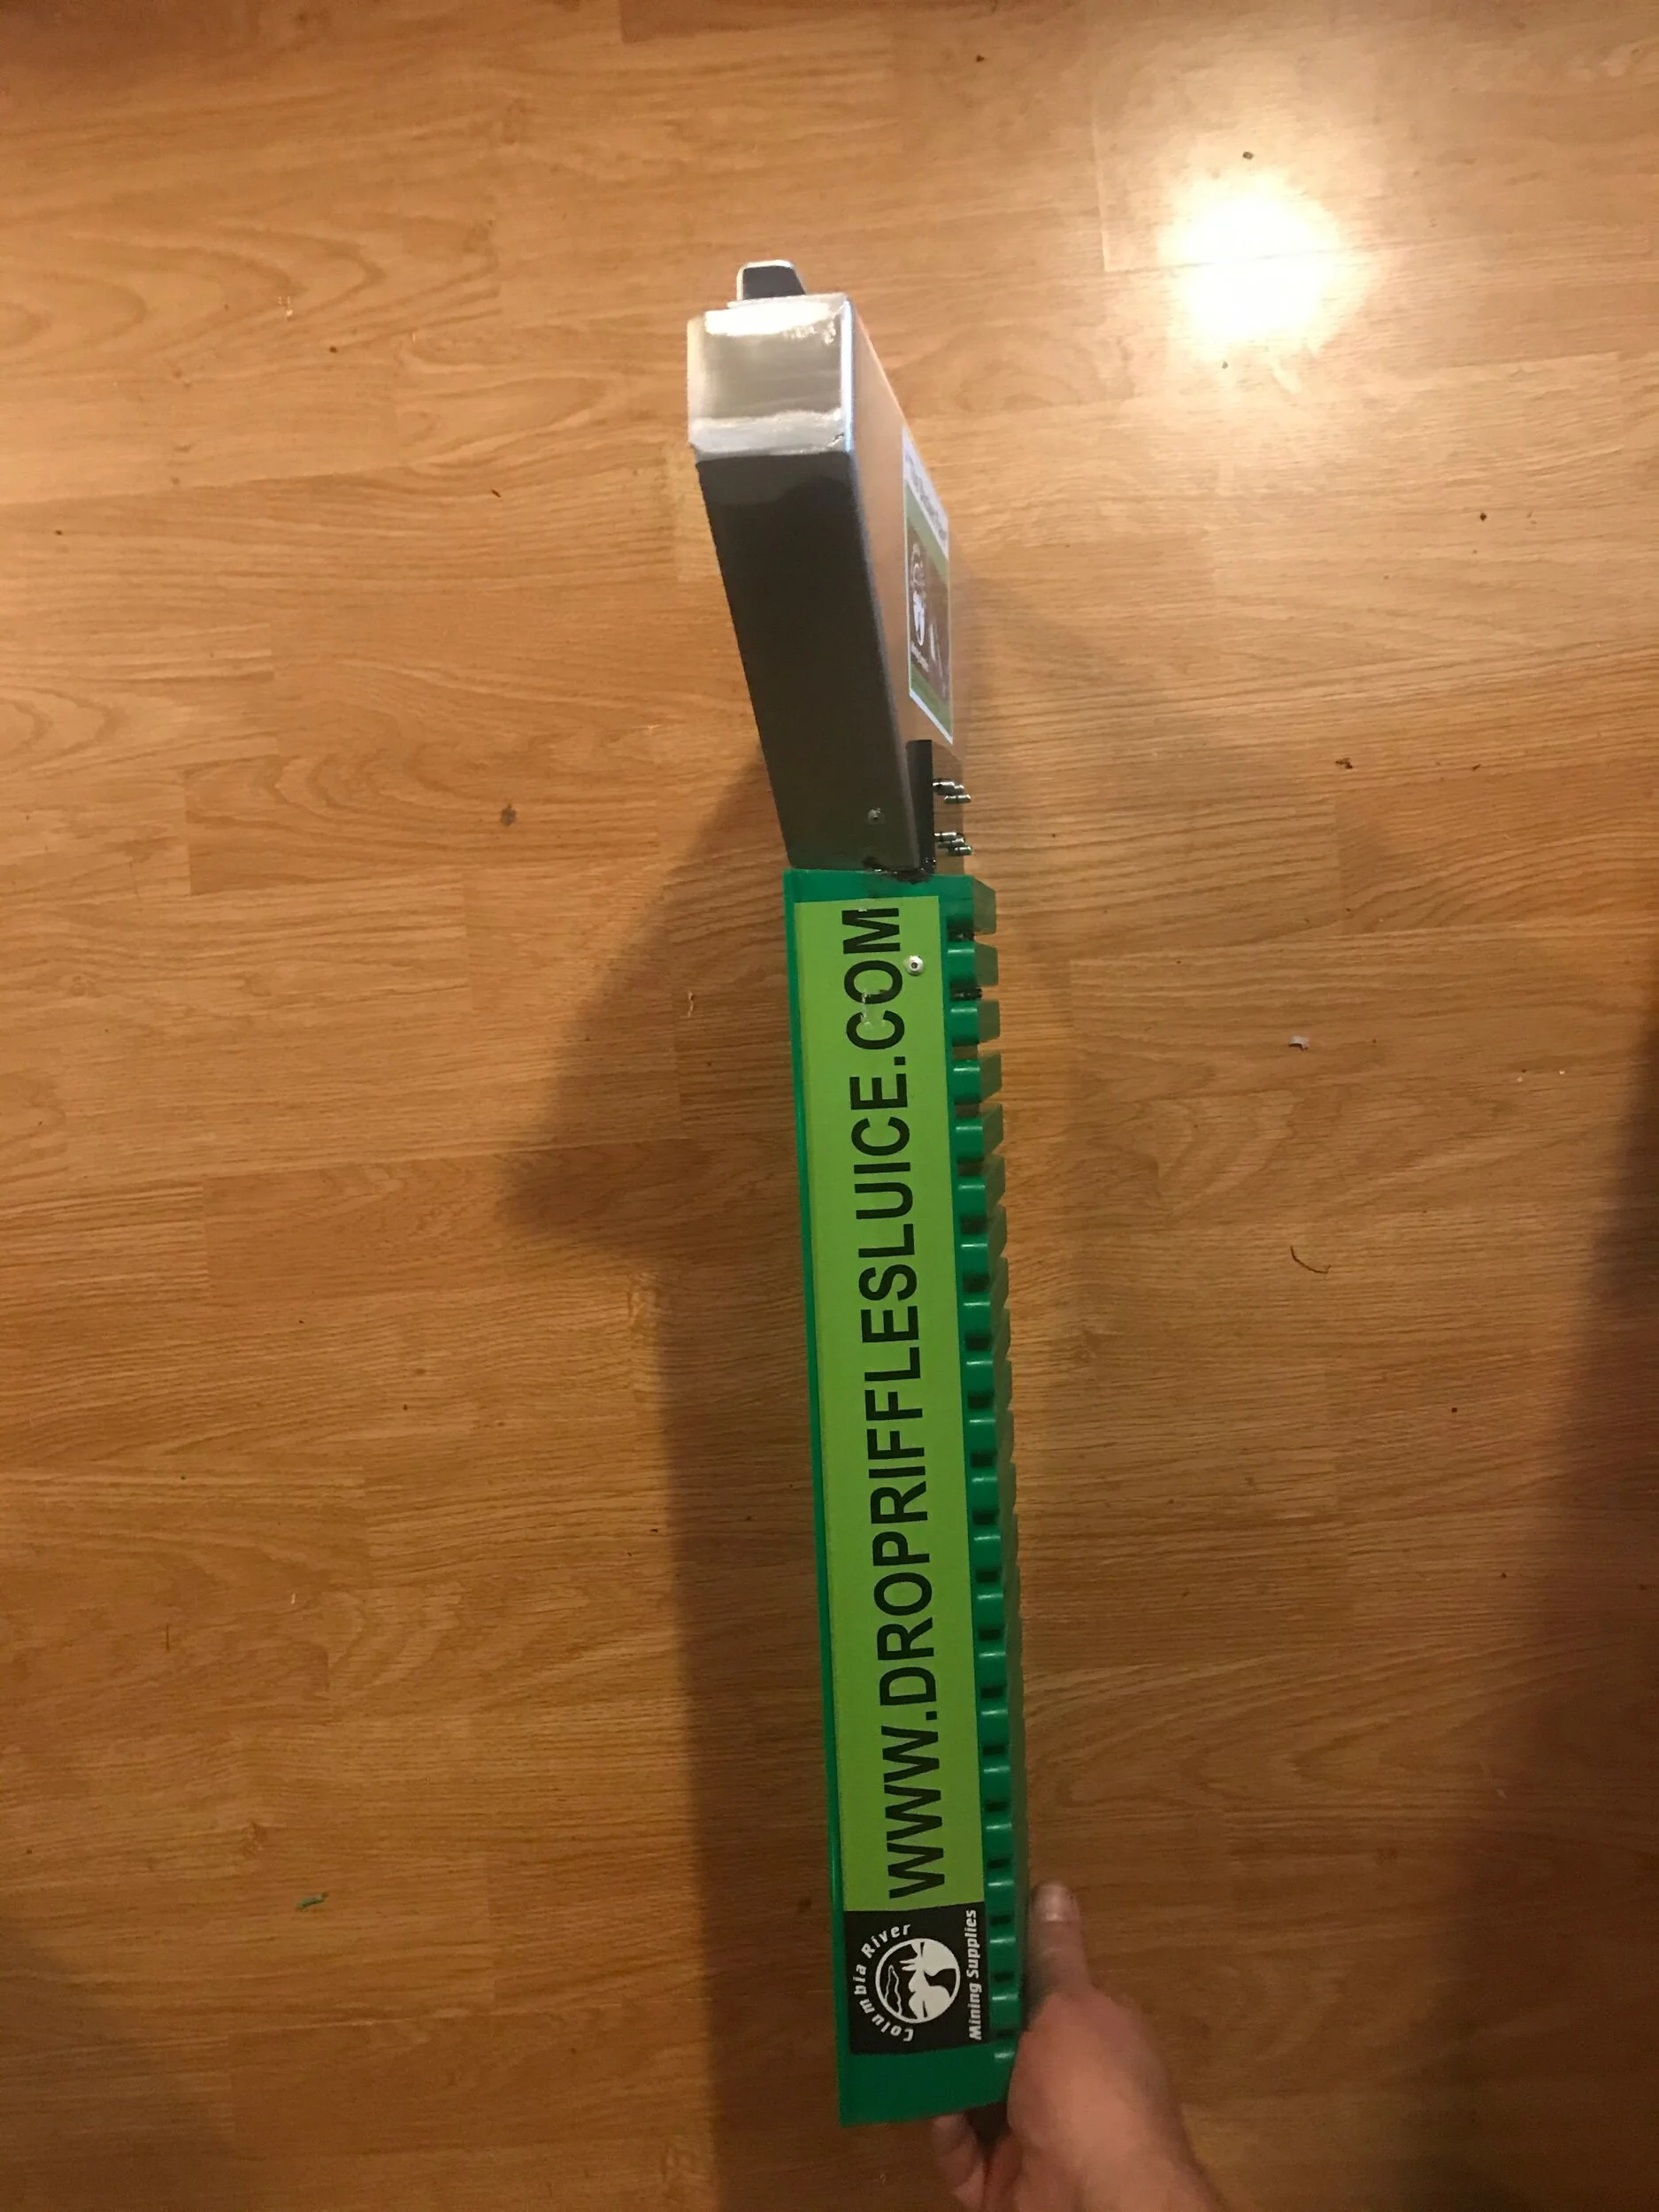 WWW.DROPRIFFLESLUICE.COM
Columbia River
Mining Supplies